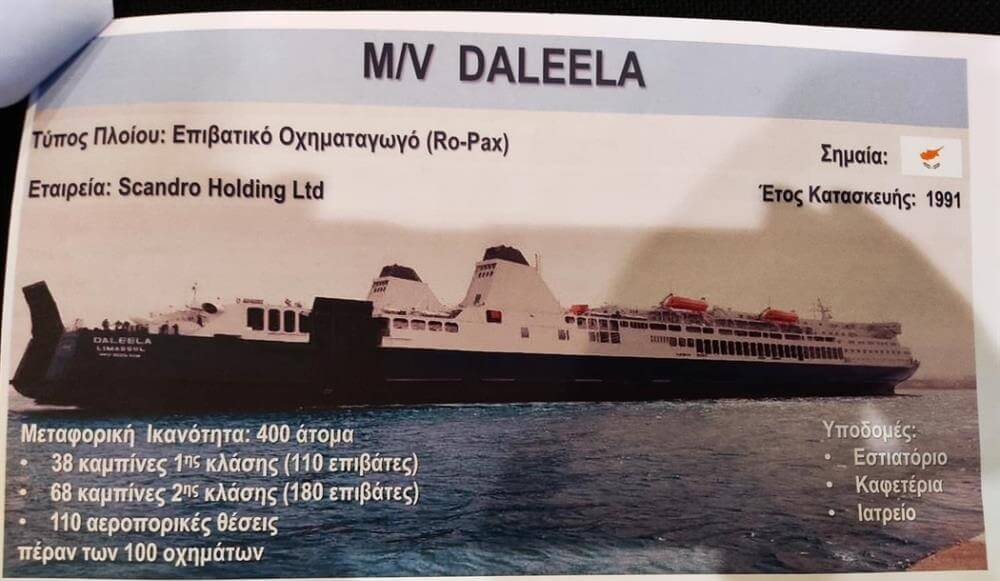 M/V DALEELA
Τύπος Πλοίου: Επιβατικό Οχηματαγωγό (Ro-Pax)
Σημαία:
Εταιρεία: Scandro Holding Ltd
Έτος Κατασκευής: 1991
DALEELA
LIMASSOL
Μεταφορική Ικανότητα: 400 άτομα
• 38 καμπίνες 1ης κλάσης (110 επιβάτες)
• 68 καμπίνες 2ης κλάσης (180 επιβάτες)
• 110 αεροπορικές θέσεις
πέραν των 100 οχημάτων
Υποδομές:
• Εστιατόριο
• Καφετέρια
• Ιατρείο